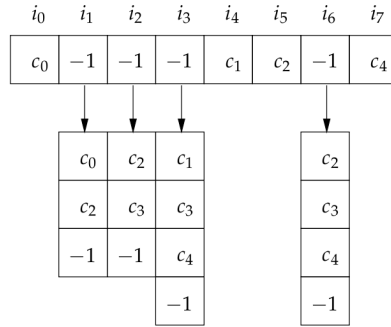 i0 i1 i2 i3 i4 i5 i6 i7
c0 −1 −1 −1 c1 c2 −1 c4
c0 c2 c1 c2
c2 c3 c3 c3
−1 −1 c4 c4
−1 −1